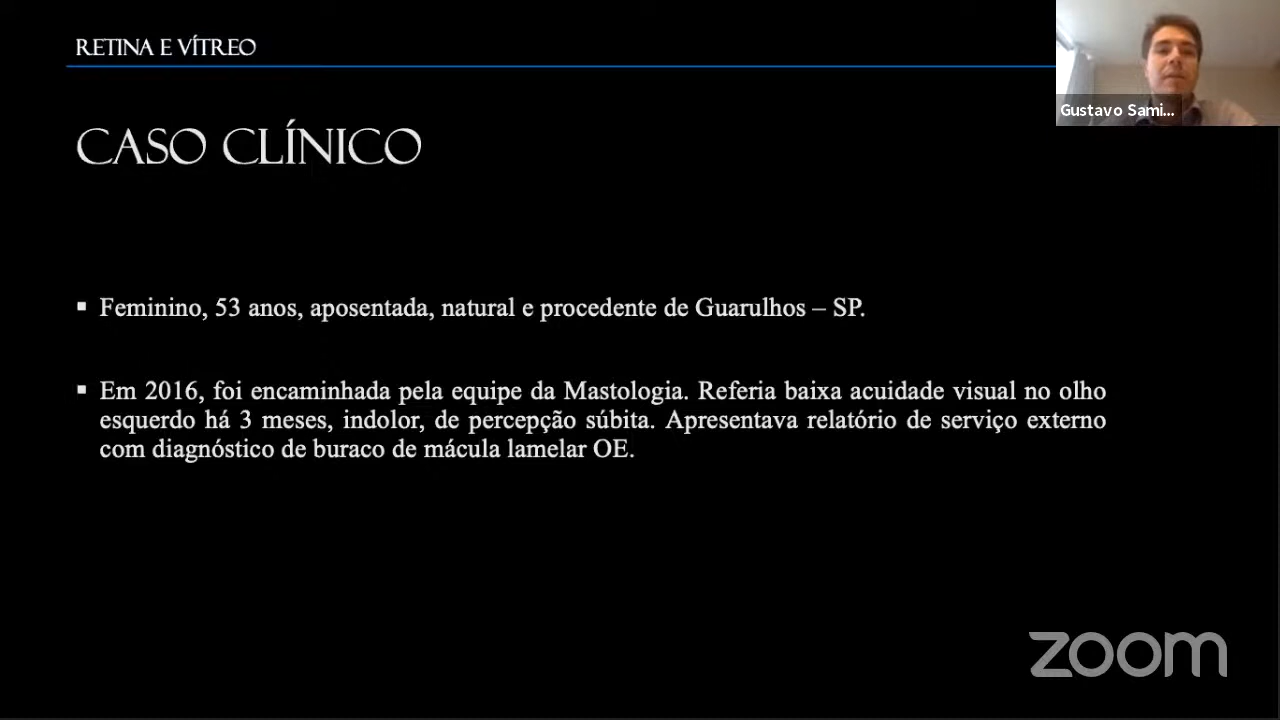 RETINA E VÍTREO
Gustavo Sami...
CASO CLÍNICO
▪ Feminino, 53 anos, aposentada, natural e procedente de Guarulhos – SP.
▪ Em 2016, foi encaminhada pela equipe da Mastologia. Referia baixa acuidade visual no olho
esquerdo há 3 meses, indolor, de percepção súbita. Apresentava relatório de serviço externo
com diagnóstico de buraco de mácula lamelar OE.
zoom